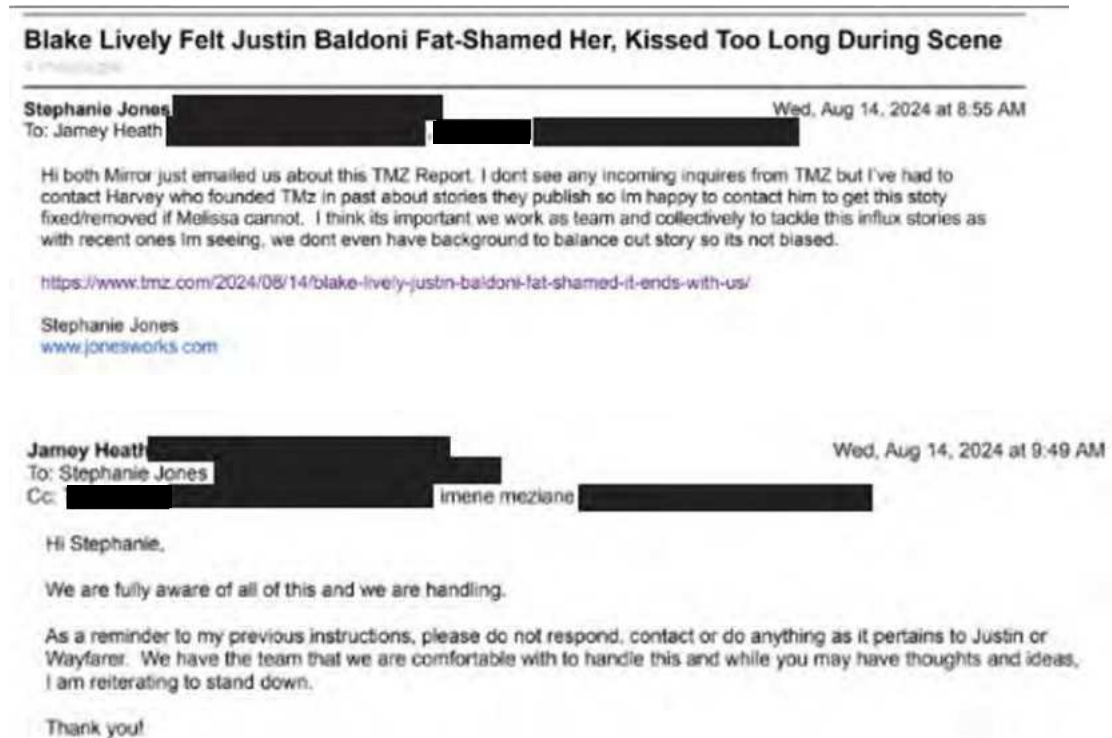 Blake Lively Felt Justin Baldoni Fat-Shamed Her, Kissed Too Long During Scene
Stephanie Jones
Wed, Aug 14, 2024 at 8:55 AM
To: Jamey Heath
Hi both Mirror just emailed us about this TMZ Report. I dont see any incoming inquires from TMZ but I've had to
contact Harvey who founded TMz in past about stories they publish so Im happy to contact him to get this stoty
fixed/removed if Melissa cannot. I think its important we work as team and collectively to tackle this influx stories as
with recent ones Im seeing, we dont even have background to balance out story so its not biased.
https://www.tmz.com/2024/08/14/blake-lively-justin-baldoni-fat-shamed-it-ends-with-us/
Stephanie Jones
www.jonesworks.com
Jamey Heath
Wed, Aug 14, 2024 at 9:49 AM
To: Stephanie Jones
Cc: imene meziane
Hi Stephanie,
We are fully aware of all of this and we are handling.
As a reminder to my previous instructions, please do not respond, contact or do anything as it pertains to Justin or
Wayfarer. We have the team that we are comfortable with to handle this and while you may have thoughts and ideas,
I am reiterating to stand down.
Thank you!